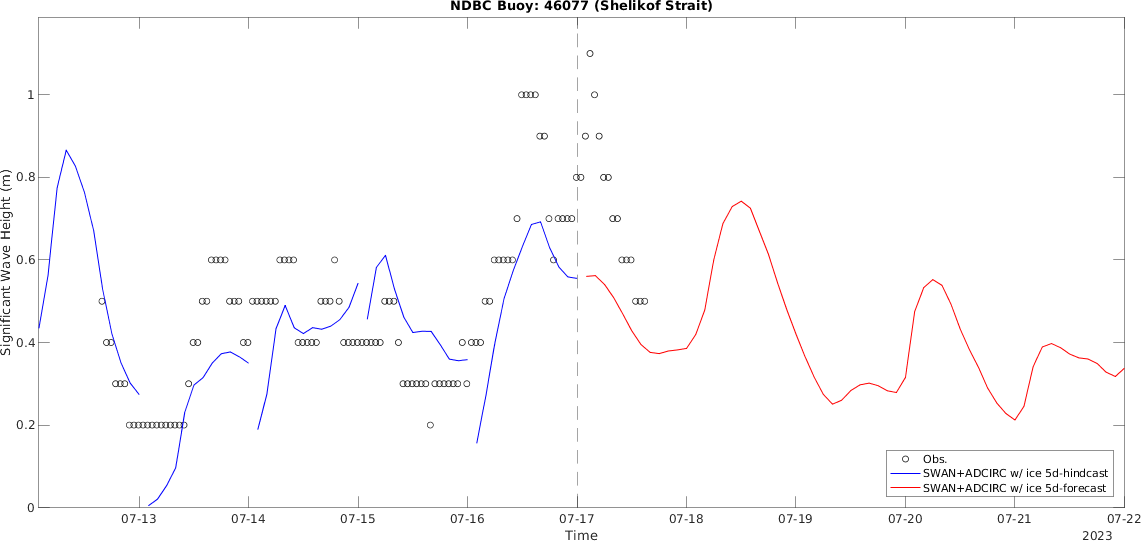 NDBC Buoy: 46077 (Shelikof Strait)
Significant Wave Height (m)
1
0.8
0.6
0.4
0.2
0
07-13 07-14 07-15 07-16 07-17 07-18 07-19 07-20 07-21 07-22
Time
2023
Obs.
SWAN+ADCIRC w/ ice 5d-hindcast
SWAN+ADCIRC w/ ice 5d-forecast